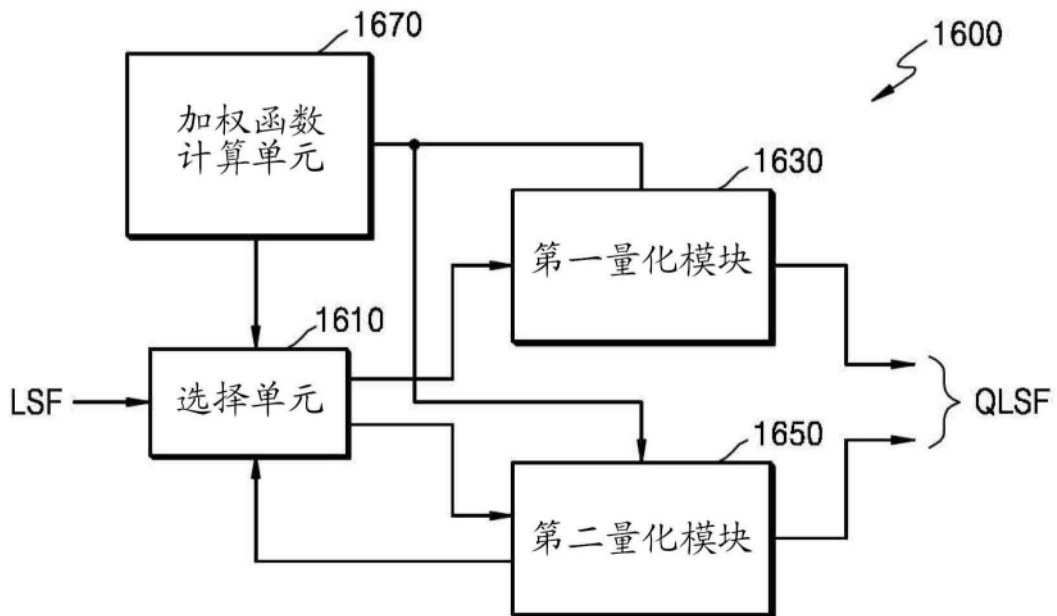 1670
1600
加权函数
计算单元
1630
第一量化模块
1610
LSF
选择单元
QLSF
1650
第二量化模块